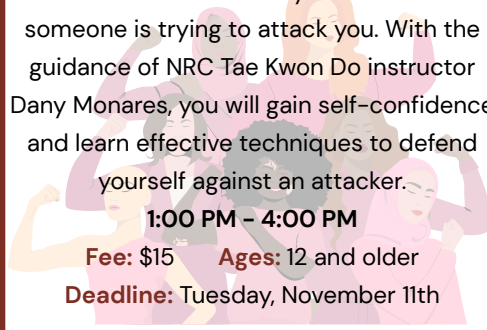 someone is trying to attack you. With the
guidance of NRC Tae Kwon Do instructor
Dany Monares, you will gain self-confidence
and learn effective techniques to defend
yourself against an attacker.
1:00 PM - 4:00 PM
Fee: $15 Ages: 12 and older
Deadline: Tuesday, November 11th